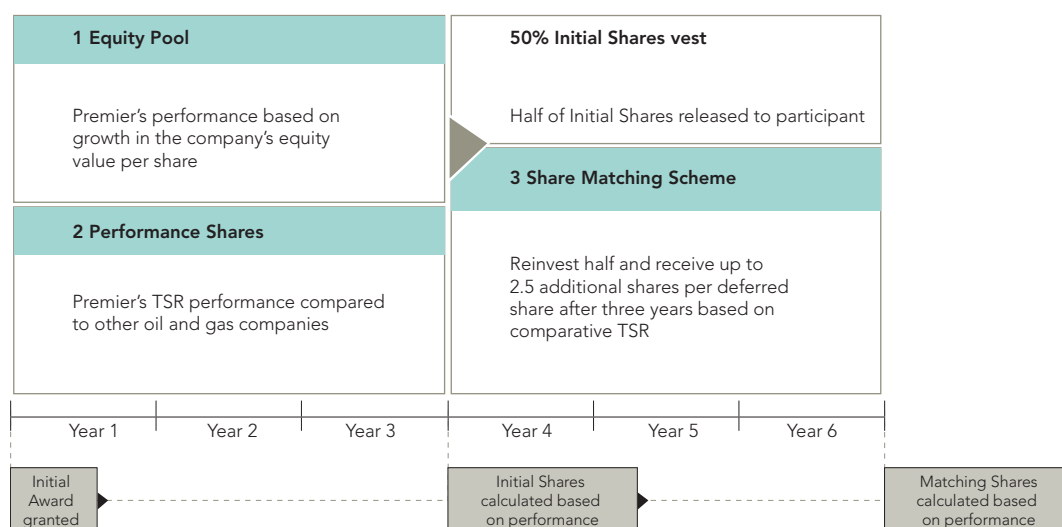 1 Equity Pool
Premier’s performance based on
growth in the company’s equity
value per share
2 Performance Shares
Premier’s TSR performance compared
to other oil and gas companies
50% Initial Shares vest
Half of Initial Shares released to participant
3 Share Matching Scheme
Reinvest half and receive up to
2.5 additional shares per deferred
share after three years based on
comparative TSR
Year 1
Year 2
Year 3
Year 4
Year 5
Year 6
Initial
Award
granted
Initial Shares
calculated based
on performance
Matching Shares
calculated based
on performance